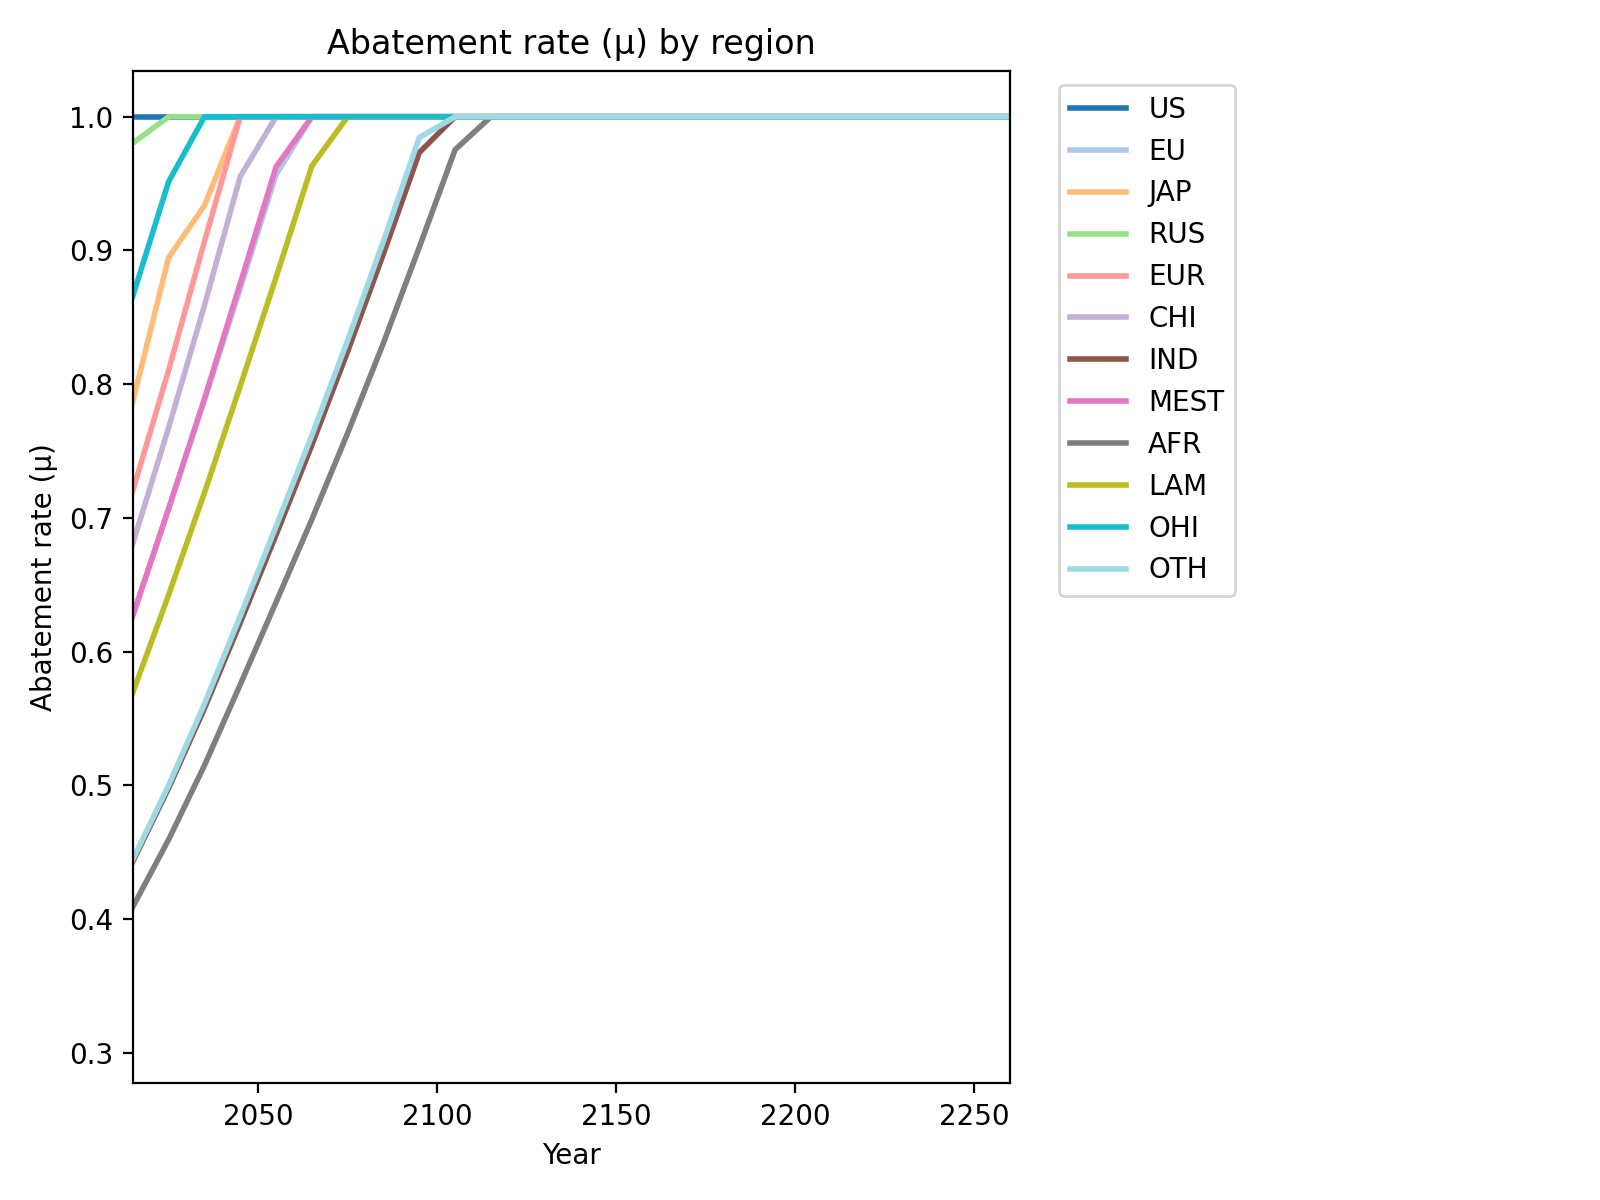 Abatement rate (μ) by region
Abatement rate (μ)
1.0
0.9
0.8
0.7
0.6
0.5
0.4
0.3
2050
2100
2150
2200
2250
Year
US
EU
JAP
RUS
EUR
CHI
IND
MEST
AFR
LAM
OHI
OTH